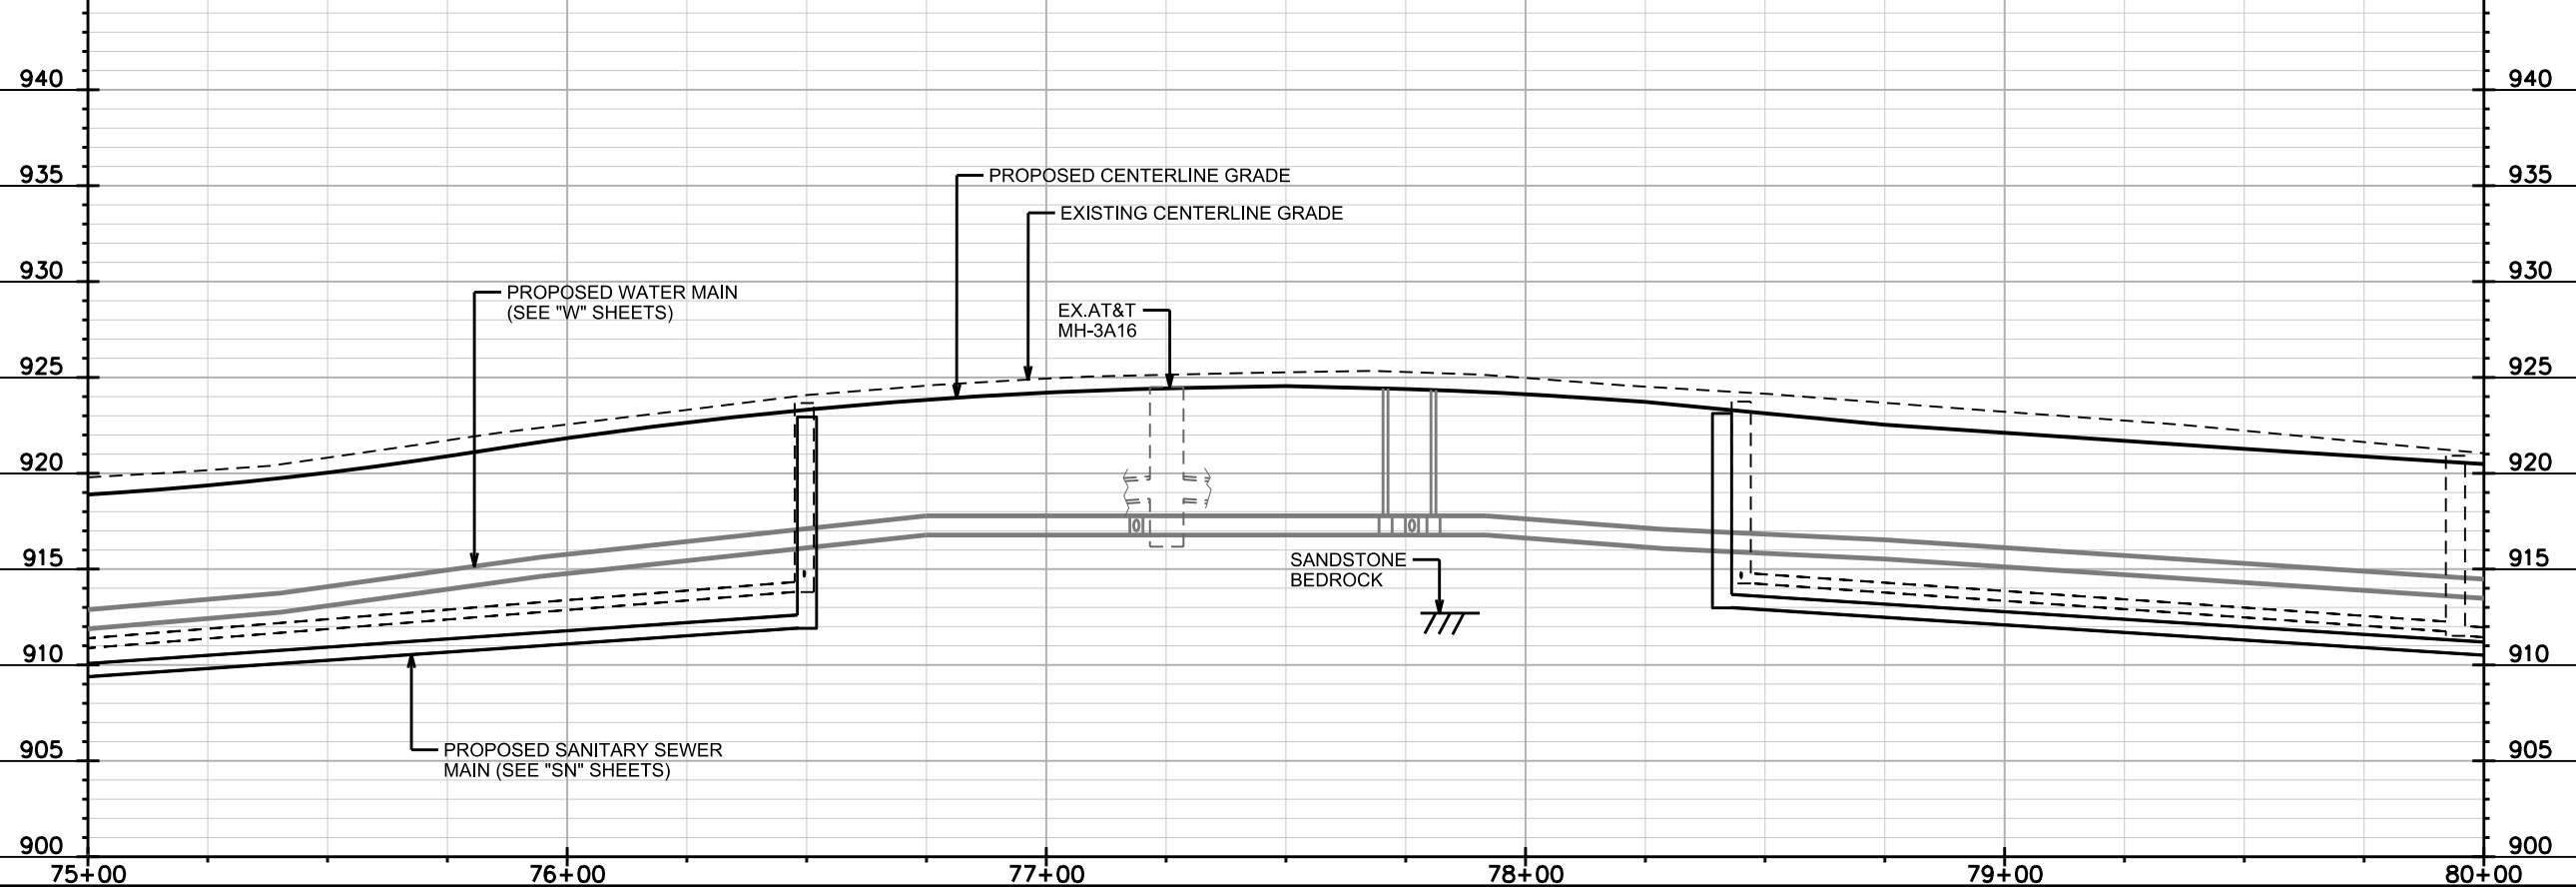 940 940
935 935
PROPOSED CENTERLINE GRADE
EXISTING CENTERLINE GRADE
930 930
PROPOSED WATER MAIN
(SEE "W" SHEETS)
EX.AT&T
MH-3A16
925 925
920 920
915 915
SANDSTONE
BEDROCK
910 910
PROPOSED SANITARY SEWER
MAIN (SEE "SN" SHEETS)
905 905
900 900
75+00 76+00 77+00 78+00 79+00 80+00